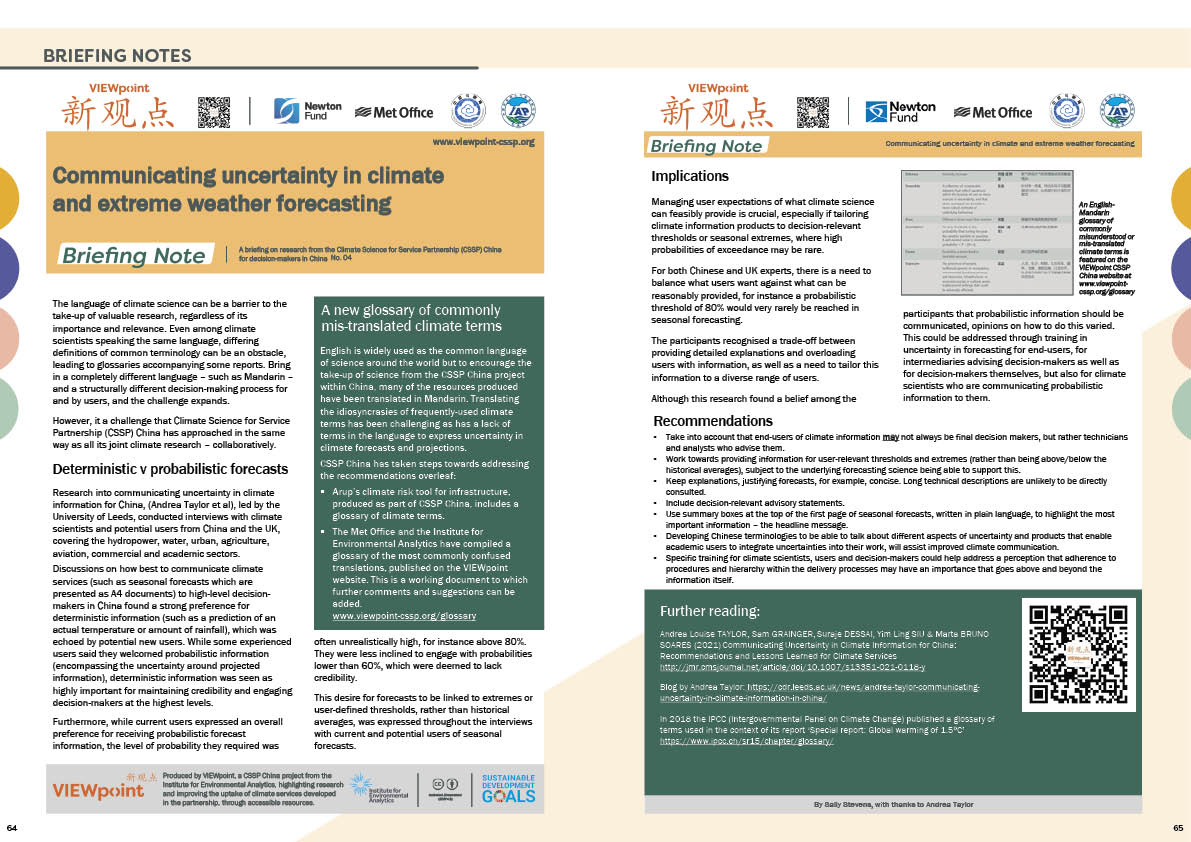 BRIEFING NOTES
VIEWpoint
新观点
Newton
Fund
Met Office
IAP
www.viewpoint-cssp.org
Communicating uncertainty in climate
and extreme weather forecasting
Briefing Note
A briefing on research from the Climate Science for Service Partnership (CSSP) China
for decision-makers in China No. 04
The language of climate science can be a barrier to the
take-up of valuable research, regardless of its
importance and relevance. Even among climate
scientists speaking the same language, differing
definitions of common terminology can be an obstacle,
leading to glossaries accompanying some reports. Bring
in a completely different language – such as Mandarin –
and a structurally different decision-making process for
and by users, and the challenge expands.
However, it a challenge that Climate Science for Service
Partnership (CSSP) China has approached in the same
way as all its joint climate research – collaboratively.
Deterministic v probabilistic forecasts
Research into communicating uncertainty in climate
information for China, (Andrea Taylor et al), led by the
University of Leeds, conducted interviews with climate
scientists and potential users from China and the UK,
covering the hydropower, water, urban, agriculture,
aviation, commercial and academic sectors.
Discussions on how best to communicate climate
services (such as seasonal forecasts which are
presented as A4 documents) to high-level decision-
makers in China found a strong preference for
deterministic information (such as a prediction of an
actual temperature or amount of rainfall), which was
echoed by potential new users. While some experienced
users said they welcomed probabilistic information
(encompassing the uncertainty around projected
information), deterministic information was seen as
highly important for maintaining credibility and engaging
decision-makers at the highest levels.
Furthermore, while current users expressed an overall
preference for receiving probabilistic forecast
information, the level of probability they required was
A new glossary of commonly
mis-translated climate terms
English is widely used as the common language
of science around the world but to encourage the
take-up of science from the CSSP China project
within China, many of the resources produced
have been translated in Mandarin. Translating
the idiosyncrasies of frequently-used climate
terms has been challenging as has a lack of
terms in the language to express uncertainty in
climate forecasts and projections.
CSSP China has taken steps towards addressing
the recommendations overleaf:
▪ Arup's climate risk tool for infrastructure,
produced as part of CSSP China, includes a
glossary of climate terms.
▪ The Met Office and the Institute for
Environmental Analytics have compiled a
glossary of the most commonly confused
translations, published on the VIEWpoint
website. This is a working document to which
further comments and suggestions can be
added.
www.viewpoint-cssp.org/glossary
often unrealistically high, for instance above 80%.
They were less inclined to engage with probabilities
lower than 60%, which were deemed to lack
credibility.
This desire for forecasts to be linked to extremes or
user-defined thresholds, rather than historical
averages, was expressed throughout the interviews
with current and potential users of seasonal
forecasts.
新观点
VIEWpoint
Produced by VIEWpoint, a CSSP China project from the
Institute for Environmental Analytics, highlighting research
and improving the uptake of climate services developed
in the partnership, through accessible resources.
Institute for
Environmental
Analytics
SUSTAINABLE
DEVELOPMENT
GOALS
64
VIEWpoint
新观点
Newton
Fund
Met Office
IAP
Briefing Note
Communicating uncertainty in climate and extreme weather forecasting
Implications
Managing user expectations of what climate science
can feasibly provide is crucial, especially if tailoring
climate information products to decision-relevant
thresholds or seasonal extremes, where high
probabilities of exceedance may be rare.
For both Chinese and UK experts, there is a need to
balance what users want against what can be
reasonably provided, for instance a probabilistic
threshold of 80% would very rarely be reached in
seasonal forecasting.
The participants recognised a trade-off between
providing detailed explanations and overloading
users with information, as well as a need to tailor this
information to a diverse range of users.
Although this research found a belief among the
An English-
Mandarin
glossary of
commonly
misunderstood or
mis-translated
climate terms is
featured on the
VIEWpoint CSSP
China website at
www.viewpoint-
cssp.org/glossary
participants that probabilistic information should be
communicated, opinions on how to do this varied.
This could be addressed through training in
uncertainty in forecasting for end-users, for
intermediaries advising decision-makers as well as
for decision-makers themselves, but also for climate
scientists who are communicating probabilistic
information to them.
Recommendations
▪ Take into account that end-users of climate information may not always be final decision makers, but rather technicians
and analysts who advise them.
▪ Work towards providing information for user-relevant thresholds and extremes (rather than being above/below the
historical averages), subject to the underlying forecasting science being able to support this.
▪ Keep explanations, justifying forecasts, for example, concise. Long technical descriptions are unlikely to be directly
consulted.
▪ Include decision-relevant advisory statements.
▪ Use summary boxes at the top of the first page of seasonal forecasts, written in plain language, to highlight the most
important information – the headline message.
▪ Developing Chinese terminologies to be able to talk about different aspects of uncertainty and products that enable
academic users to integrate uncertainties into their work, will assist improved climate communication.
▪ Specific training for climate scientists, users and decision-makers could help address a perception that adherence to
procedures and hierarchy within the delivery processes may have an importance that goes above and beyond the
information itself.
Further reading:
Andrea Louise TAYLOR, Sam GRAINGER, Suraje DESSAI, Yim Ling SIU & Marta BRUNO
SOARES (2021) Communicating Uncertainty in Climate Information for China:
Recommendations and Lessons Learned for Climate Services
http://jmr.cmsjournal.net/article/doi/10.1007/s13351-021-0118-y
Blog by Andrea Taylor: https://cdr.leeds.ac.uk/news/andrea-taylor-communicating-
uncertainty-in-climate-information-in-china/
In 2018 the IPCC (Intergovernmental Panel on Climate Change) published a glossary of
terms used in the context of its report 'Special report: Global warming of 1.5ºC'
https://www.ipcc.ch/sr15/chapter/glossary/
新观点
By Sally Stevens, with thanks to Andrea Taylor
65